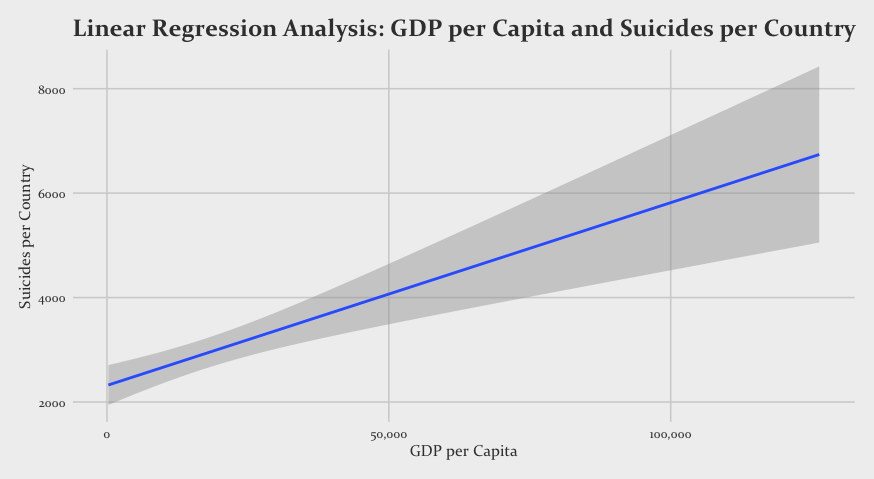 Linear Regression Analysis: GDP per Capita and Suicides per Country
8000
6000
4000
2000
Suicides per Country
0 50,000 100,000
GDP per Capita